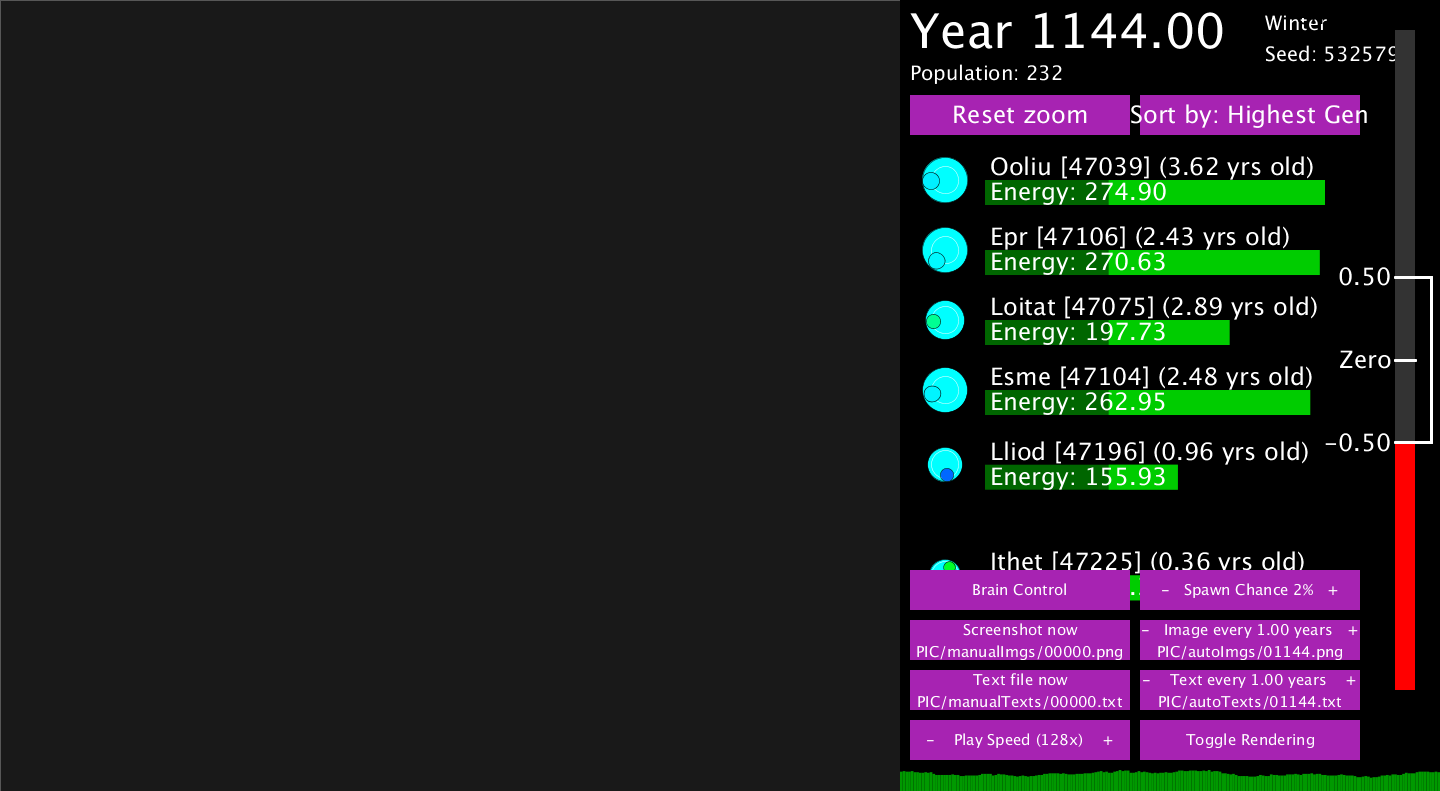 Year 1144.00
Winter
Seed: 532579
Population: 232
Reset zoom
Sort by: Highest Gen
Ooliu [47039] (3.62 yrs old)
Energy: 274.90
Epr [47106] (2.43 yrs old)
Energy: 270.63
0.50
Loitat [47075] (2.89 yrs old)
Energy: 197.73
Zero
Esme [47104] (2.48 yrs old)
Energy: 262.95
-0.50
Lliod [47196] (0.96 yrs old)
Energy: 155.93
Ithet [47225] (0.36 yrs old)
Brain Control
- Spawn Chance 2% +
Screenshot now
PIC/manualImgs/00000.png
- Image every 1.00 years +
PIC/autoImgs/01144.png
Text file now
PIC/manualTexts/00000.txt
- Text every 1.00 years +
PIC/autoTexts/01144.txt
- Play Speed (128x) +
Toggle Rendering